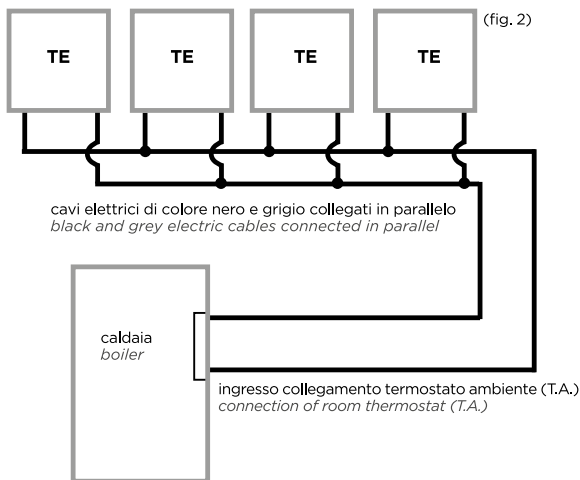 (fig. 2)
TE TE TE TE
cavi elettrici di colore nero e grigio collegati in parallelo
black and grey electric cables connected in parallel
caldaia
boiler
ingresso collegamento termostato ambiente (T.A.)
connection of room thermostat (T.A.)